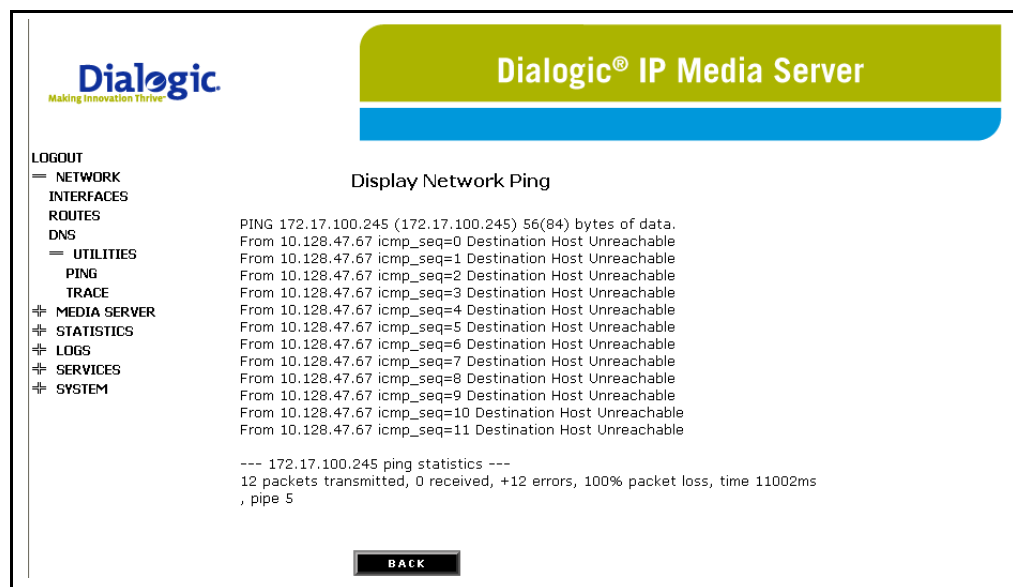 Dialogic.
Making Innovation Thrive™
Dialogic® IP Media Server
LOGOUT
NETWORK
INTERFACES
ROUTES
DNS
UTILITIES
PING
TRACE
MEDIA SERVER
STATISTICS
LOGS
SERVICES
SYSTEM
Display Network Ping
PING 172.17.100.245 (172.17.100.245) 56(84) bytes of data.
From 10.128.47.67 icmp_seq=0 Destination Host Unreachable
From 10.128.47.67 icmp_seq=1 Destination Host Unreachable
From 10.128.47.67 icmp_seq=2 Destination Host Unreachable
From 10.128.47.67 icmp_seq=3 Destination Host Unreachable
From 10.128.47.67 icmp_seq=4 Destination Host Unreachable
From 10.128.47.67 icmp_seq=5 Destination Host Unreachable
From 10.128.47.67 icmp_seq=6 Destination Host Unreachable
From 10.128.47.67 icmp_seq=7 Destination Host Unreachable
From 10.128.47.67 icmp_seq=8 Destination Host Unreachable
From 10.128.47.67 icmp_seq=9 Destination Host Unreachable
From 10.128.47.67 icmp_seq=10 Destination Host Unreachable
From 10.128.47.67 icmp_seq=11 Destination Host Unreachable
--- 172.17.100.245 ping statistics ---
12 packets transmitted, 0 received, +12 errors, 100% packet loss, time 11002ms
, pipe 5
BACK